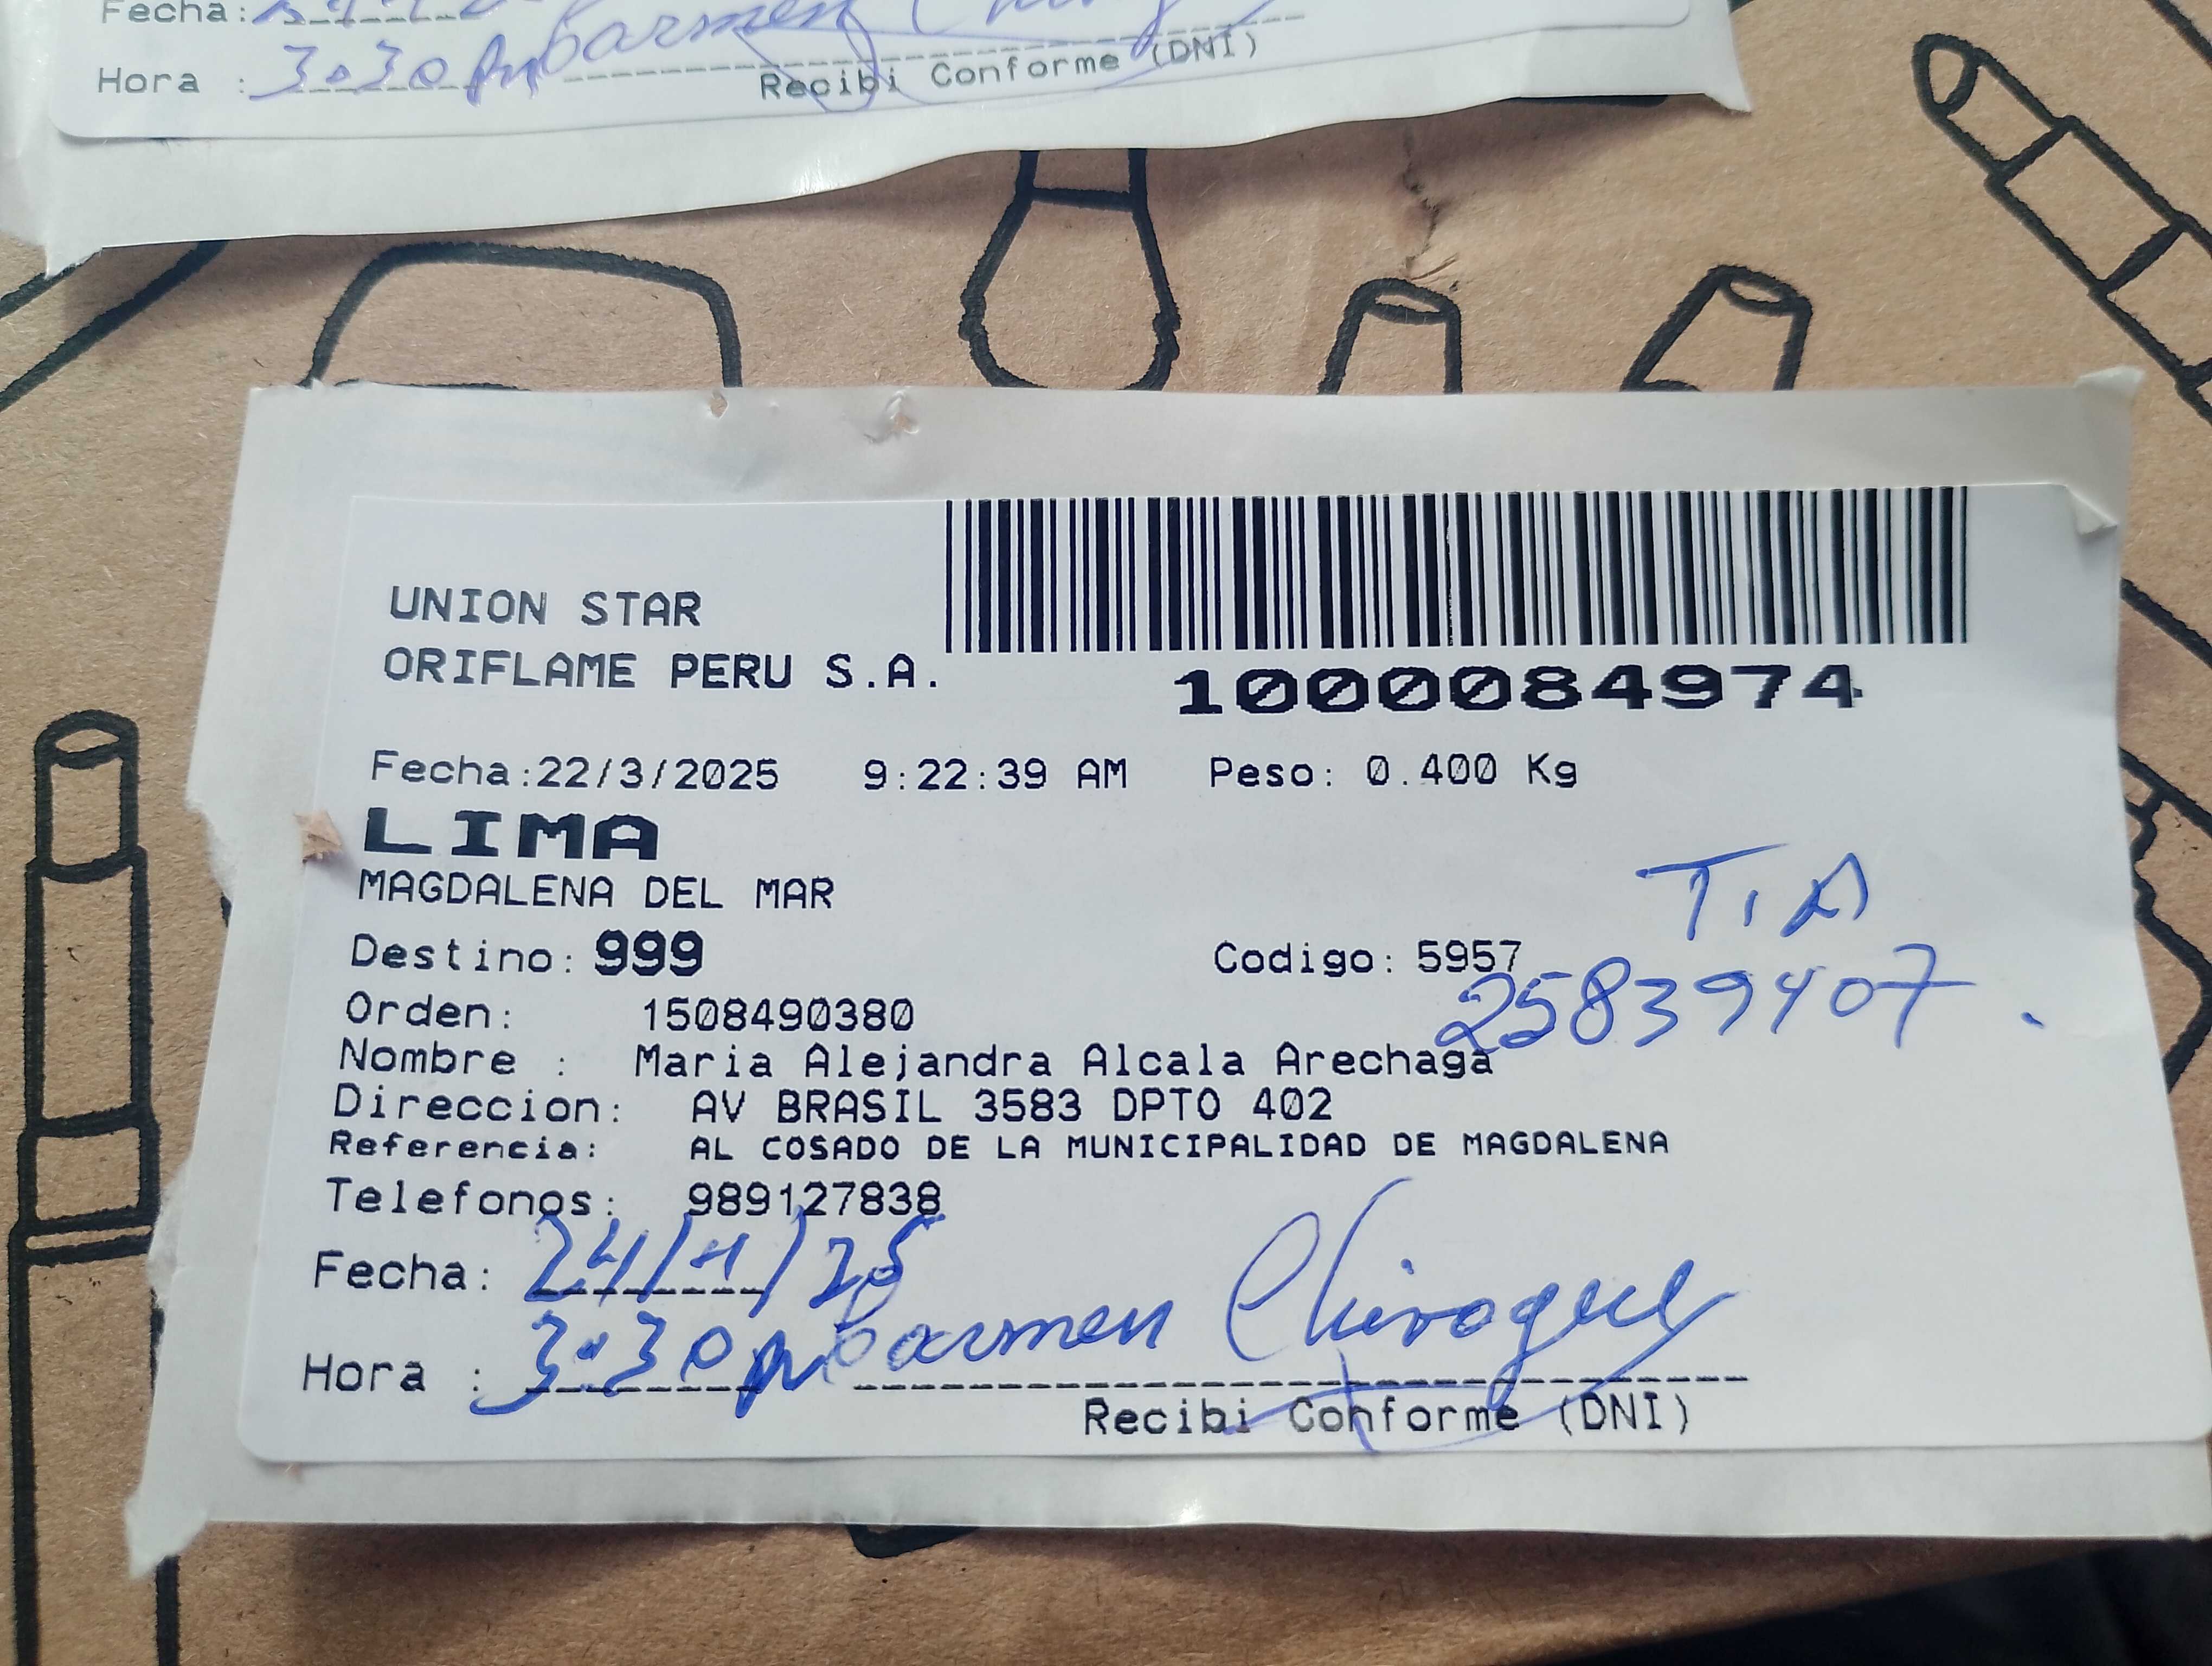 Fecha:
Hora : 3:30 pm Carmen
Recibi Conforme (DNI)
UNION STAR
ORIFLAME PERU S.A.
1000084974
Fecha:22/3/2025 9:22:39 AM Peso: 0.400 Kg
LIMA
MAGDALENA DEL MAR
TIA
Destino: 999 Codigo: 5957
25839407.
Orden: 1508490380
Nombre : Maria Alejandra Alcala Arechaga
Direccion: AV BRASIL 3583 DPTO 402
Referencia: AL COSADO DE LA MUNICIPALIDAD DE MAGDALENA
Telefonos: 989127838
Fecha: 24/4/25
Hora : 3:30 pm Carmen Chiroque
Recibi Conforme (DNI)